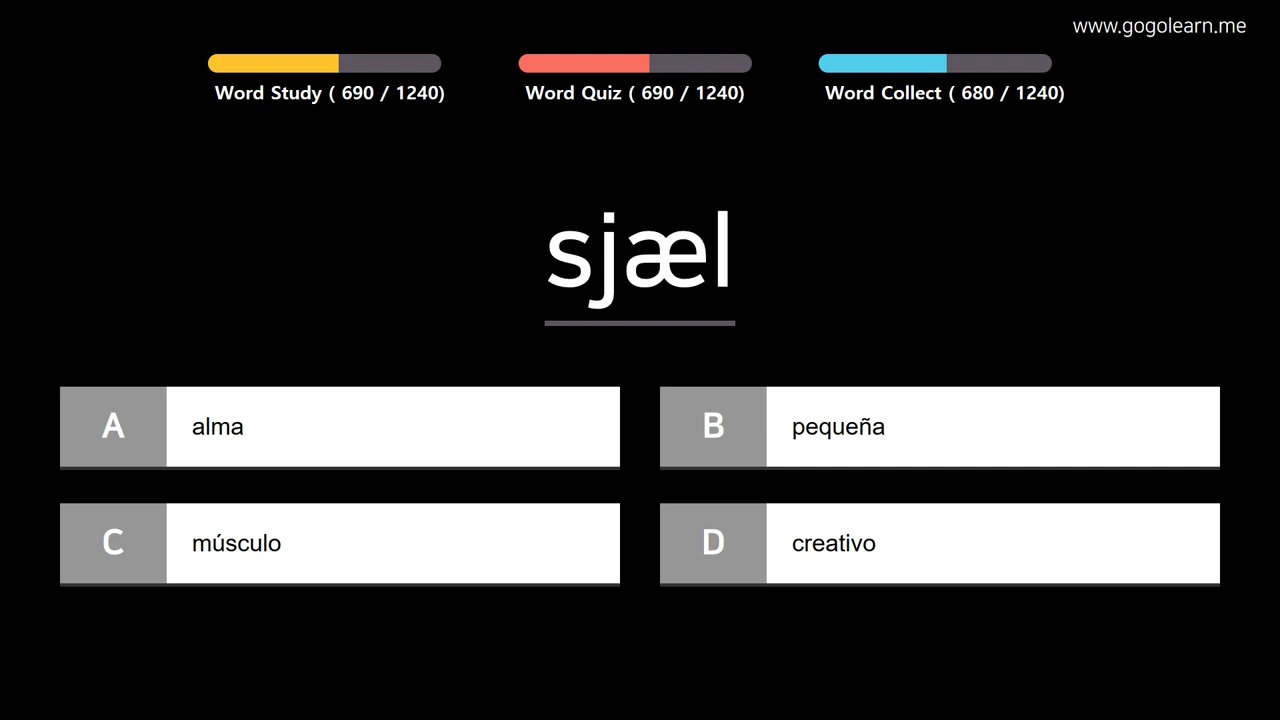 www.gogolearn.me
Word Study ( 690 / 1240)
Word Quiz ( 690 / 1240)
Word Collect ( 680 / 1240)
sjæl
A
alma
B
pequeña
C
músculo
D
creativo